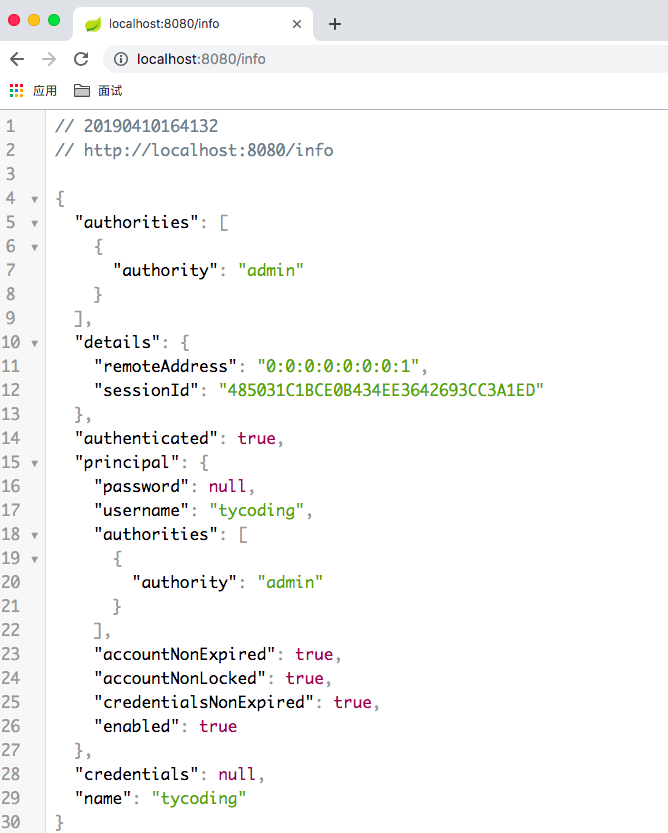 localhost:8080/info
localhost:8080/info
应用 面试
1 // 20190410164132
2 // http://localhost:8080/info
3
4 {
5 "authorities": [
6 {
7 "authority": "admin"
8 }
9 ],
10 "details": {
11 "remoteAddress": "0:0:0:0:0:0:0:1",
12 "sessionId": "485031C1BCE0B434EE3642693CC3A1ED"
13 },
14 "authenticated": true,
15 "principal": {
16 "password": null,
17 "username": "tycoding",
18 "authorities": [
19 {
20 "authority": "admin"
21 }
22 ],
23 "accountNonExpired": true,
24 "accountNonLocked": true,
25 "credentialsNonExpired": true,
26 "enabled": true
27 },
28 "credentials": null,
29 "name": "tycoding"
30 }